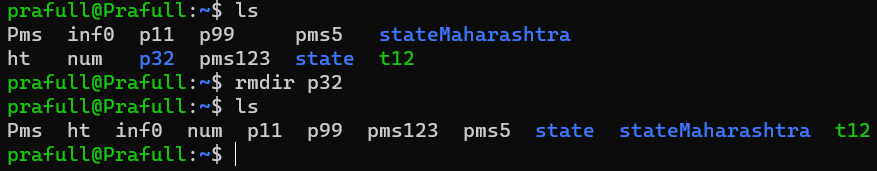 prafull@Prafull:~$ ls
Pms  inf0  p11  p99     pms5   stateMaharashtra
ht   num   p32  pms123  state  t12
prafull@Prafull:~$ rmdir p32
prafull@Prafull:~$ ls
Pms  ht  inf0  num  p11  p99  pms123  pms5  state  stateMaharashtra  t12
prafull@Prafull:~$